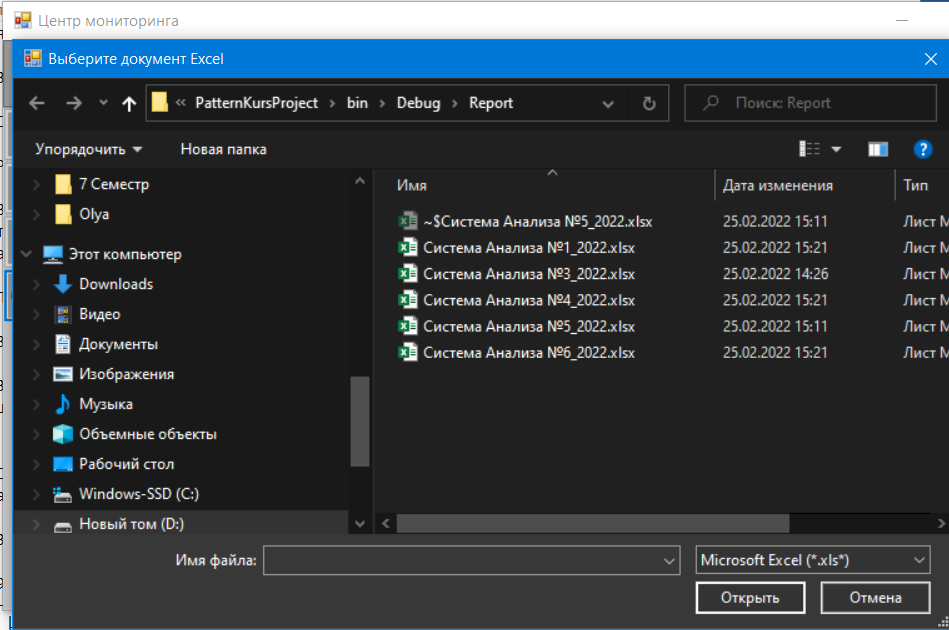 Центр мониторинга
Выберите документ Excel
« PatternKursProject › bin › Debug › Report
Поиск: Report
Упорядочить
Новая папка
7 Семестр
Olya
Этот компьютер
Downloads
Видео
Документы
Изображения
Музыка
Объемные объекты
Рабочий стол
Windows-SSD (C:)
Новый том (D:)
Имя Дата изменения Тип
~$Система Анализа №5_2022.xlsx 25.02.2022 15:11 Лист M
Система Анализа №1_2022.xlsx 25.02.2022 15:21 Лист M
Система Анализа №3_2022.xlsx 25.02.2022 14:26 Лист M
Система Анализа №4_2022.xlsx 25.02.2022 15:21 Лист M
Система Анализа №5_2022.xlsx 25.02.2022 15:11 Лист M
Система Анализа №6_2022.xlsx 25.02.2022 15:21 Лист M
Имя файла:
Microsoft Excel (*.xls*)
Открыть
Отмена